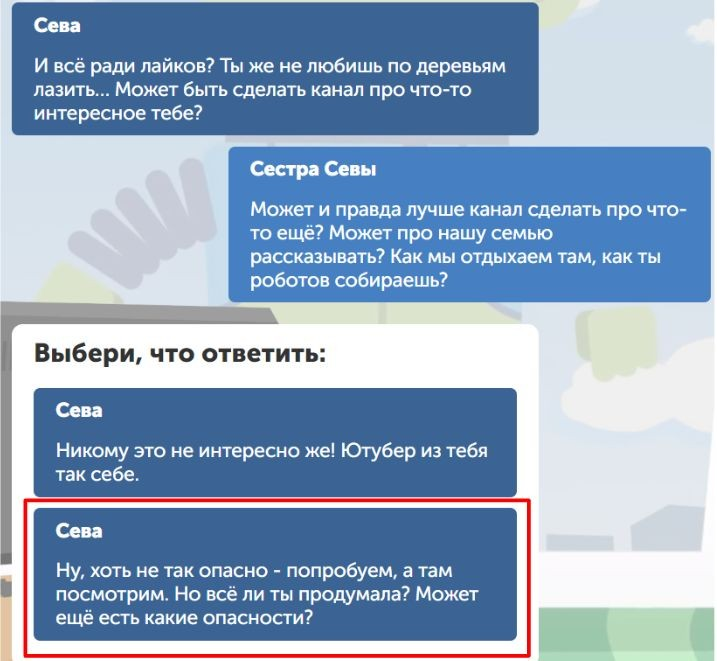 Сева
И всё ради лайков? Ты же не любишь по деревьям
лазить... Может быть сделать канал про что-то
интересное тебе?
Сестра Севы
Может и правда лучше канал сделать про что-
то ещё? Может про нашу семью
рассказывать? Как мы отдыхаем там, как ты
роботов собираешь?
Выбери, что ответить:
Сева
Никому это не интересно же! Ютубер из тебя
так себе.
Сева
Ну, хоть не так опасно - попробуем, а там
посмотрим. Но всё ли ты продумала? Может
ещё есть какие опасности?